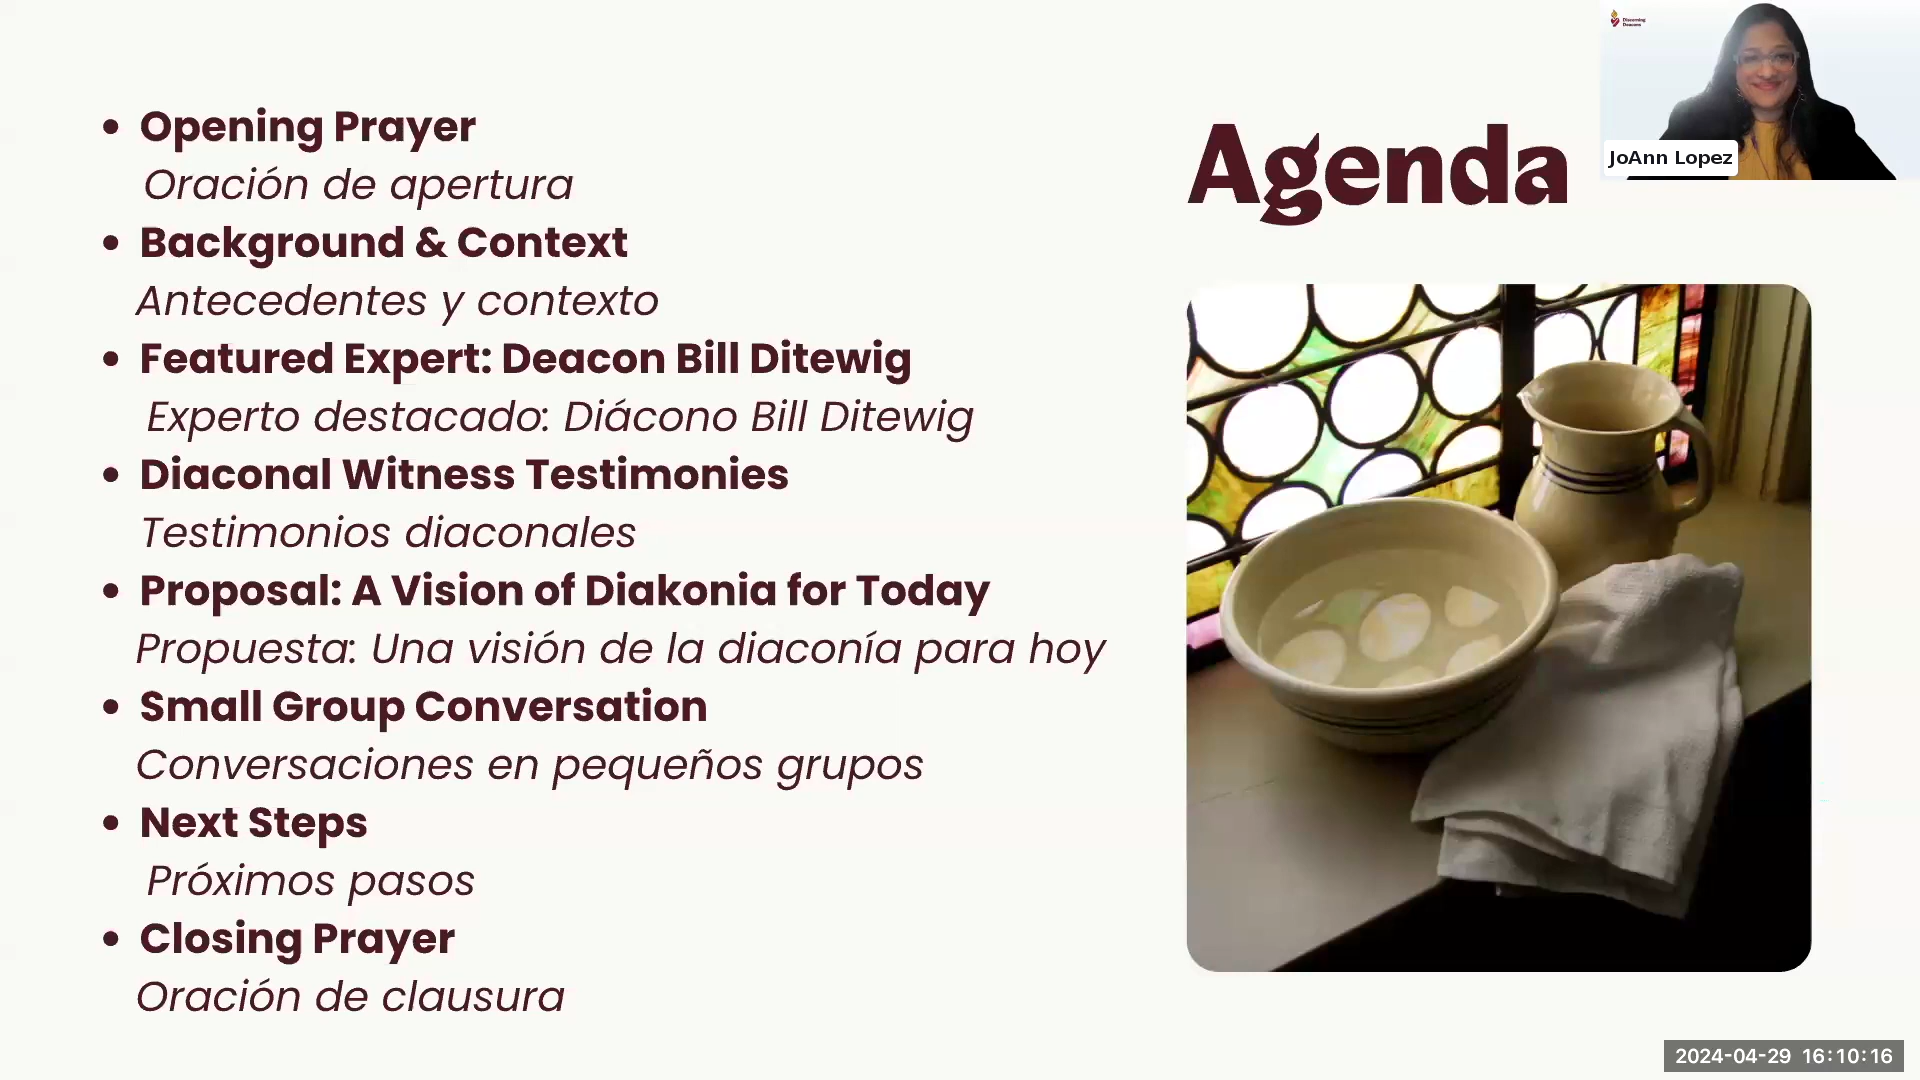 Opening Prayer
Oración de apertura
Background & Context
Antecedentes y contexto
Featured Expert: Deacon Bill Ditewig
Experto destacado: Diácono Bill Ditewig
Diaconal Witness Testimonies
Testimonios diaconales
Proposal: A Vision of Diakonia for Today
Propuesta: Una visión de la diaconía para hoy
Small Group Conversation
Conversaciones en pequeños grupos
Next Steps
Próximos pasos
Closing Prayer
Oración de clausura
Agenda
Discerning
Deacons
JoAnn Lopez
2024-04-29 16:10:16